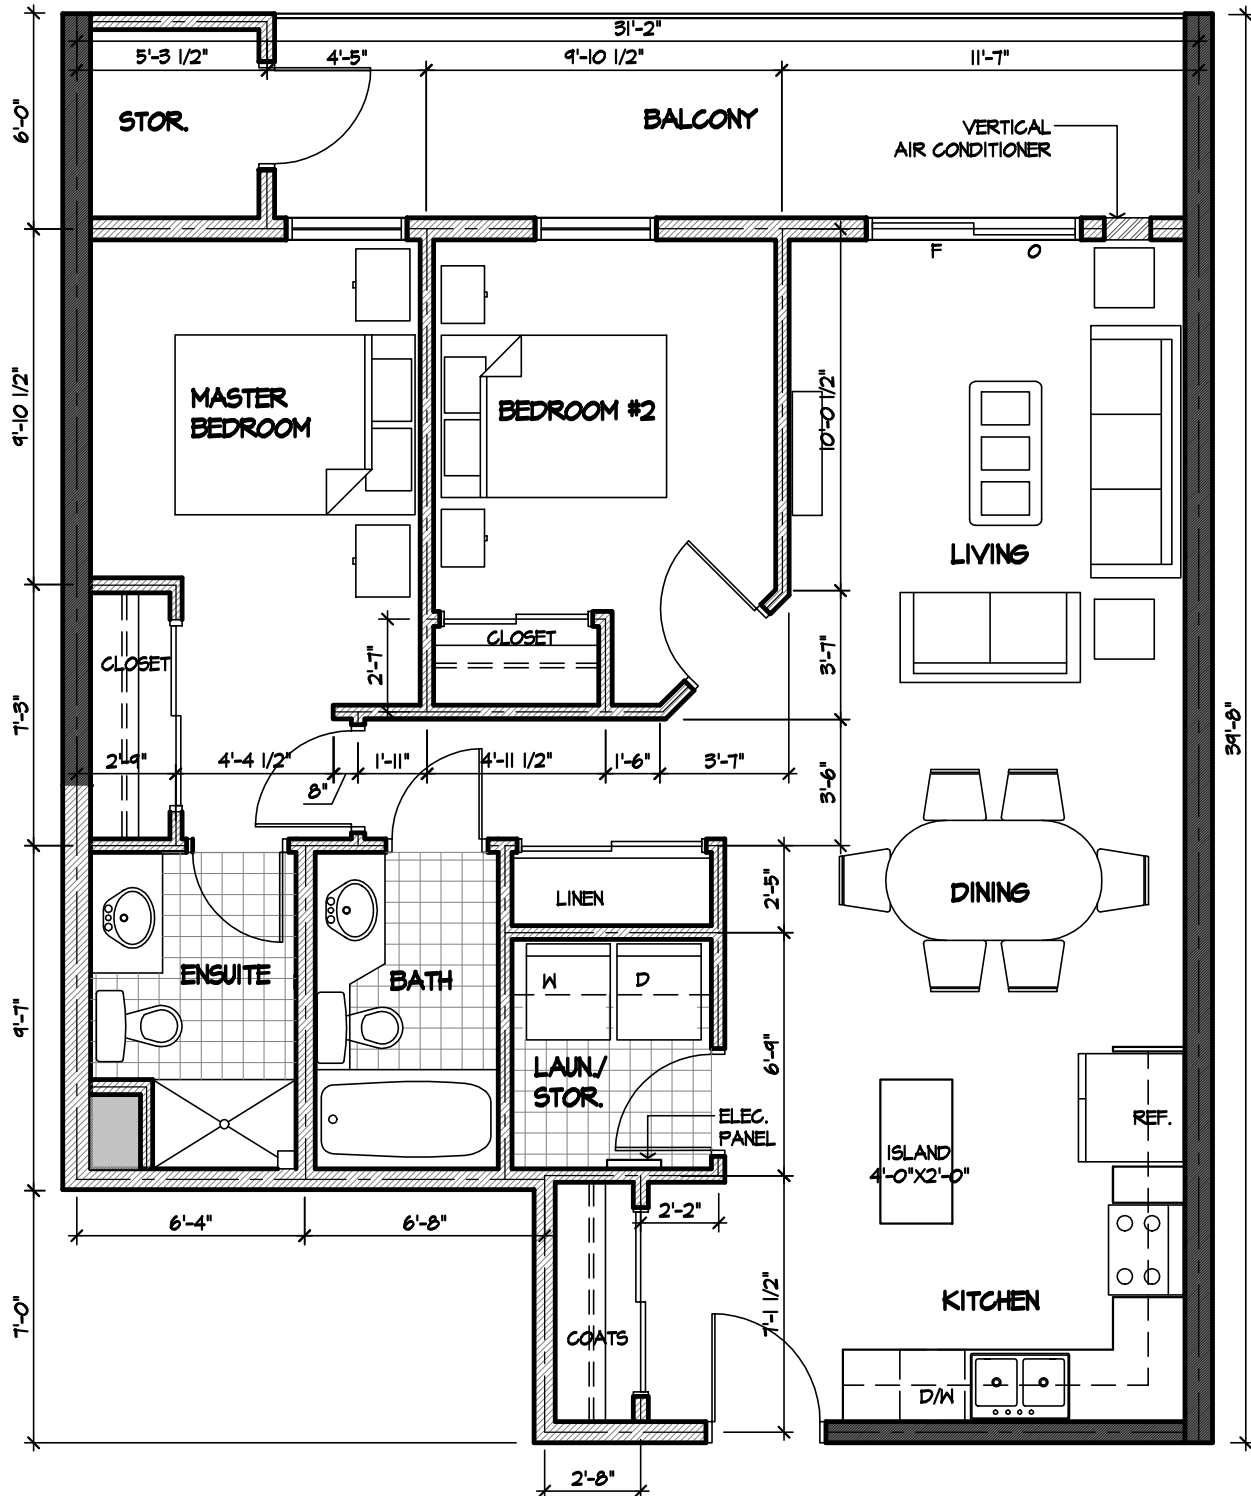 31'-2"
5'-3 1/2"
4'-5"
9'-10 1/2"
11'-7"
6'-0"
STOR.
BALCONY
VERTICAL
AIR CONDITIONER
F
O
9'-10 1/2"
MASTER
BEDROOM
BEDROOM #2
10'-0 1/2"
LIVING
CLOSET
CLOSET
2'-7"
3'-7"
7'-3"
39'-8"
2'-9"
4'-4 1/2"
8"
1'-11"
4'-11 1/2"
1'-6"
3'-7"
3'-6"
LINEN
2'-5"
DINING
ENSUITE
BATH
W
D
9'-7"
6'-9"
LAUN./
STOR.
ELEC.
PANEL
REF.
ISLAND
4'-0"X2'-0"
6'-4"
6'-8"
2'-2"
7'-0"
7'-1 1/2"
KITCHEN
COATS
D/W
2'-8"